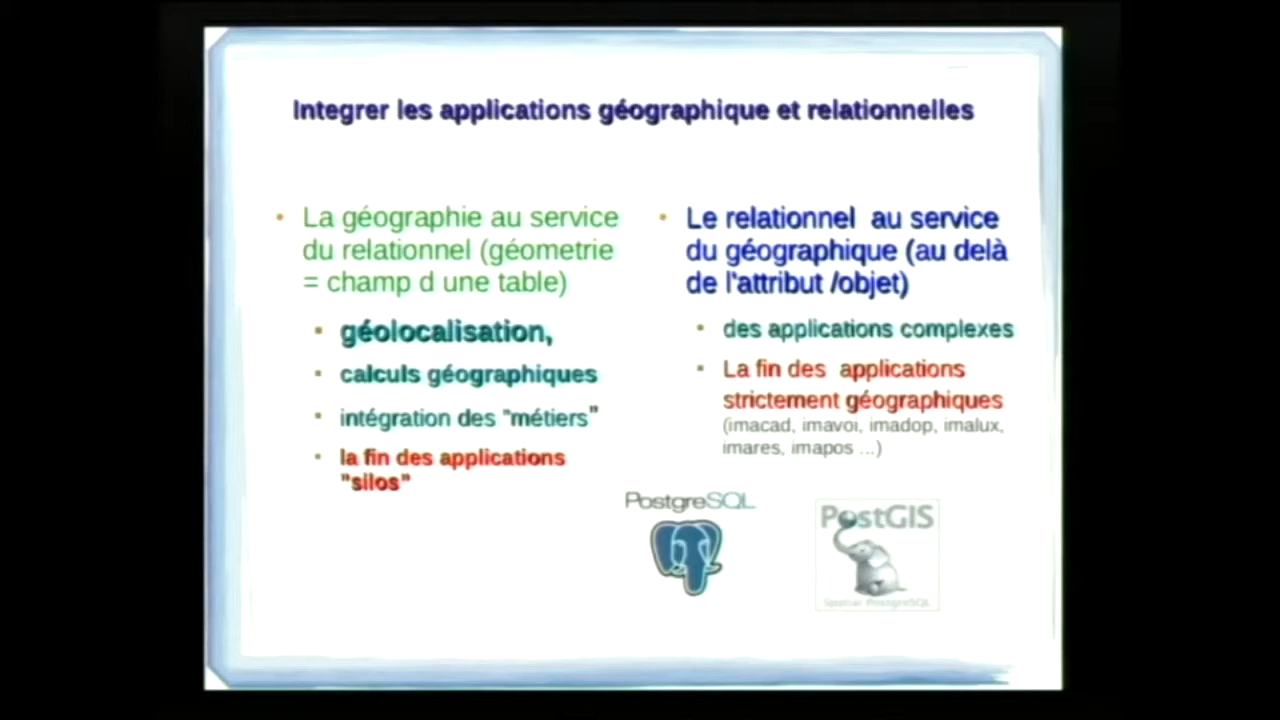 Integrer les applications géographique et relationnelles
La géographie au service
du relationnel (géometrie
= champ d une table)
géolocalisation,
calculs géographiques
intégration des "métiers"
la fin des applications
"silos"
Le relationnel au service
du géographique (au delà
de l'attribut /objet)
des applications complexes
La fin des applications
strictement géographiques
(imacad, imavoi, imadop, imalux,
imares, imapos ...)
PostgreSQL
PostGIS
Spatial PostgreSQL